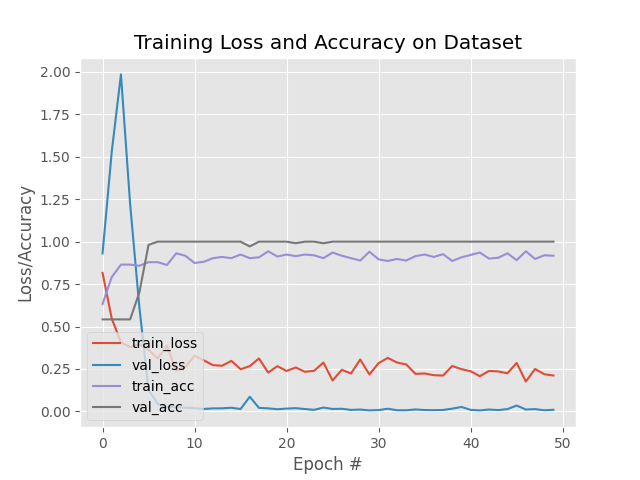 Training Loss and Accuracy on Dataset
Loss/Accuracy
2.00
1.75
1.50
1.25
1.00
0.75
0.50
0.25
0.00
train_loss
val_loss
train_acc
val_acc
0 10 20 30 40 50
Epoch #